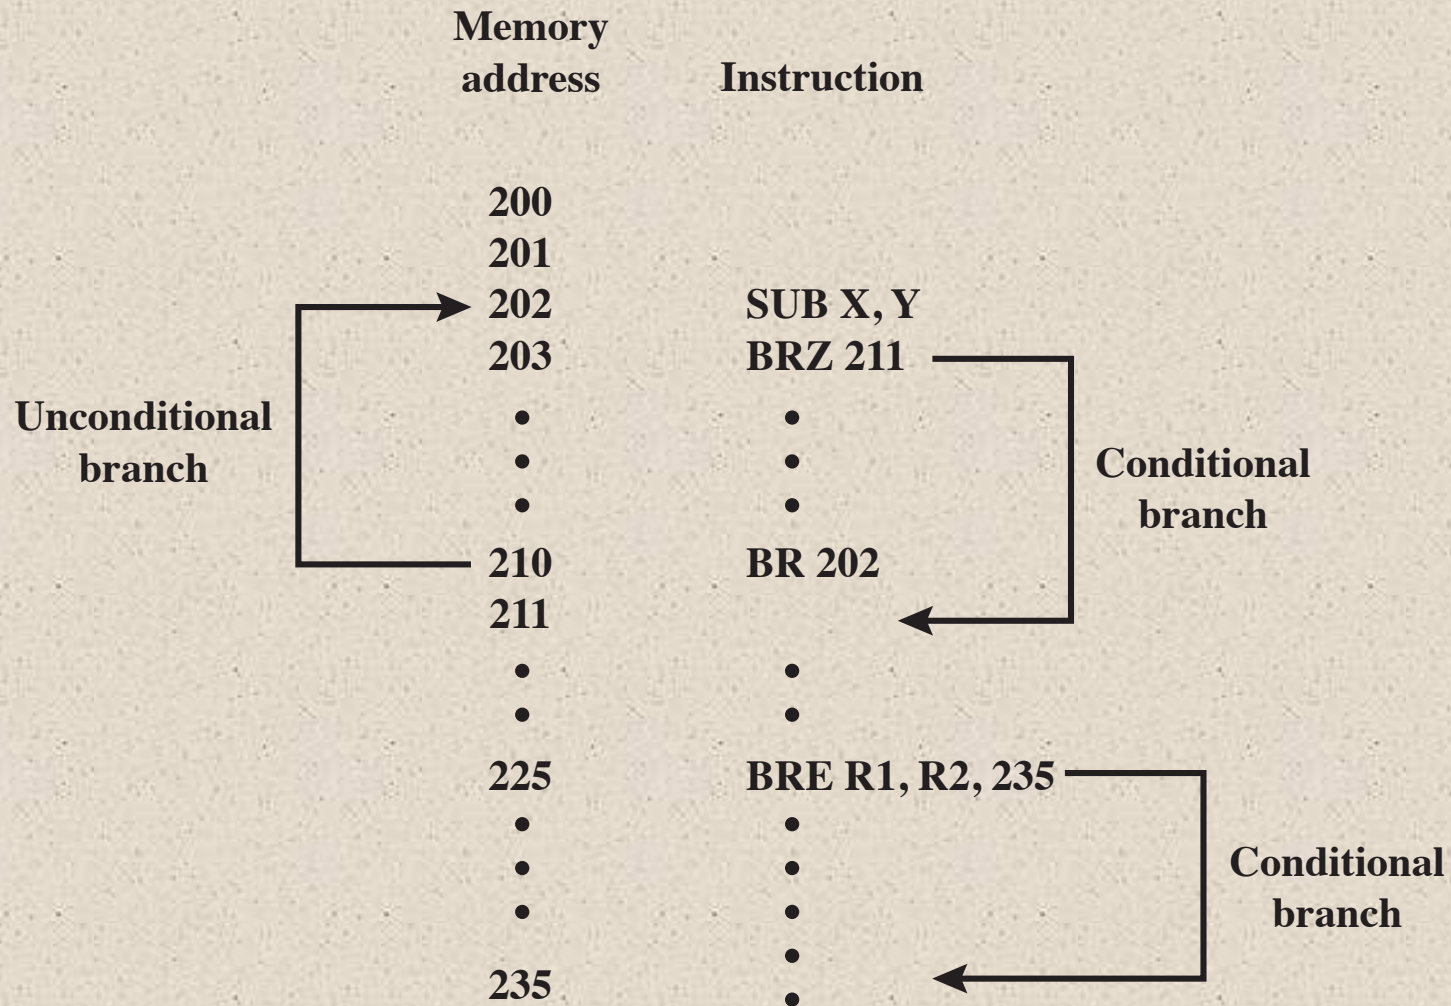 Memory
address
Instruction
200
201
202 SUB X, Y
203 BRZ 211
Unconditional
branch
Conditional
branch
210 BR 202
211
225 BRE R1, R2, 235
Conditional
branch
235